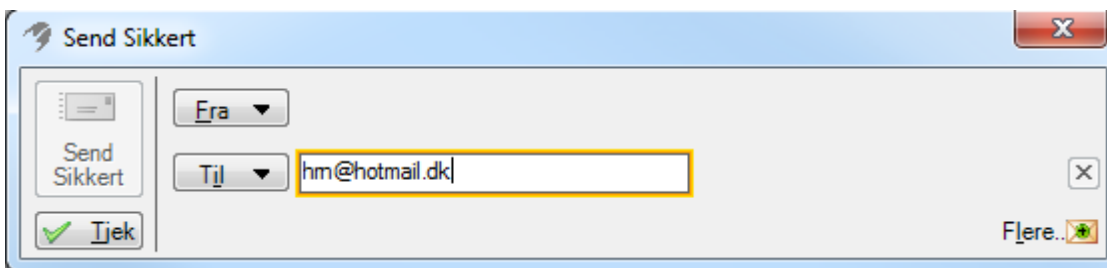 Send Sikkert
Fra
Send
Sikkert
Til
hm@hotmail.dk
Tjek
Flere..